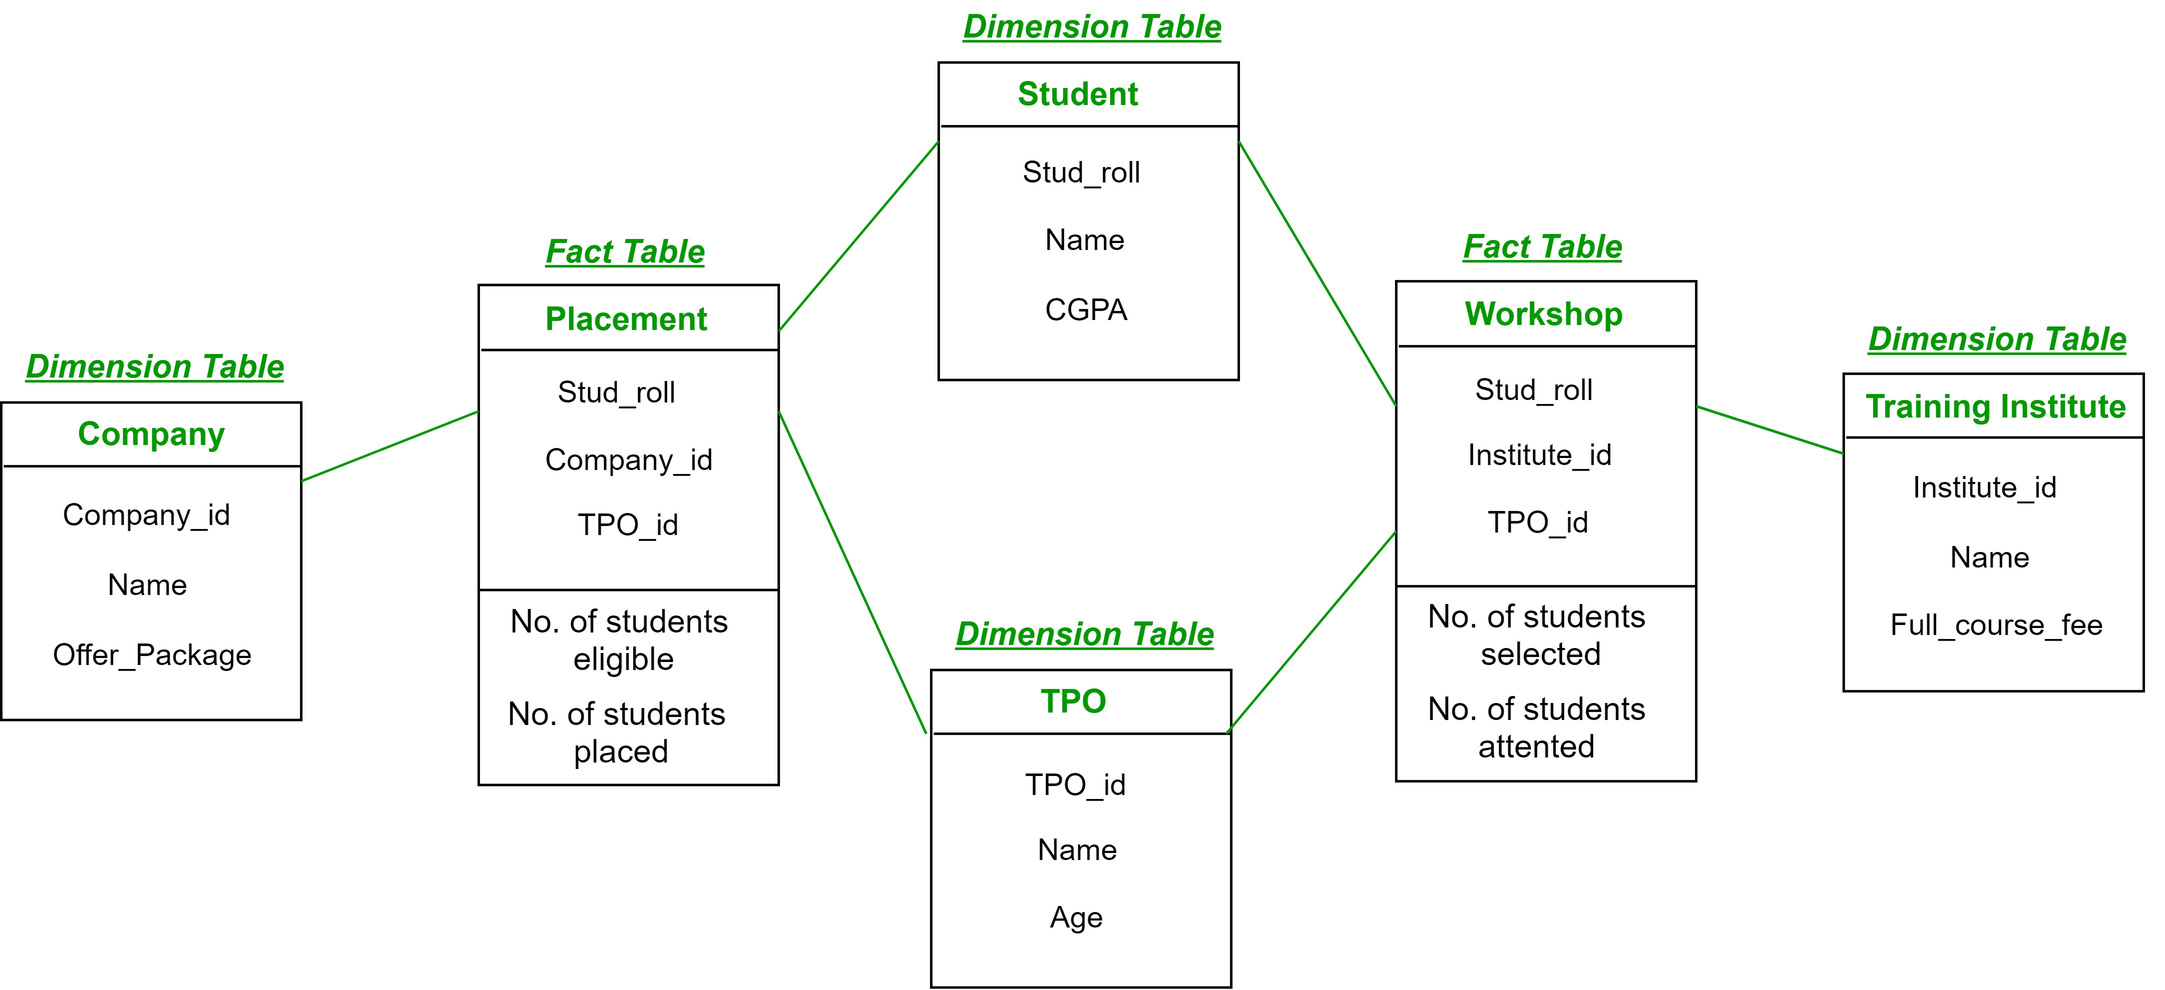 Dimension Table
Student
Stud_roll
Name
CGPA
Fact Table
Placement
Stud_roll
Company_id
TPO_id
No. of students
eligible
No. of students
placed
Fact Table
Workshop
Stud_roll
Institute_id
TPO_id
No. of students
selected
No. of students
attented
Dimension Table
Company
Company_id
Name
Offer_Package
Dimension Table
Training Institute
Institute_id
Name
Full_course_fee
Dimension Table
TPO
TPO_id
Name
Age